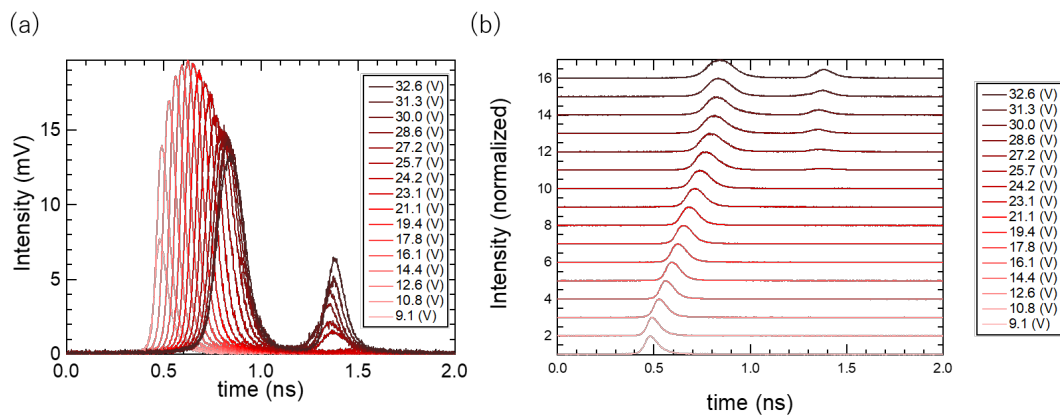 (a)
Intensity (mV)
15
10
5
0
0.0 0.5 1.0 1.5 2.0
time (ns)
32.6 (V)
31.3 (V)
30.0 (V)
28.6 (V)
27.2 (V)
25.7 (V)
24.2 (V)
23.1 (V)
21.1 (V)
19.4 (V)
17.8 (V)
16.1 (V)
14.4 (V)
12.6 (V)
10.8 (V)
9.1 (V)
(b)
Intensity (normalized)
16
14
12
10
8
6
4
2
0.0 0.5 1.0 1.5 2.0
time (ns)
32.6 (V)
31.3 (V)
30.0 (V)
28.6 (V)
27.2 (V)
25.7 (V)
24.2 (V)
23.1 (V)
21.1 (V)
19.4 (V)
17.8 (V)
16.1 (V)
14.4 (V)
12.6 (V)
10.8 (V)
9.1 (V)